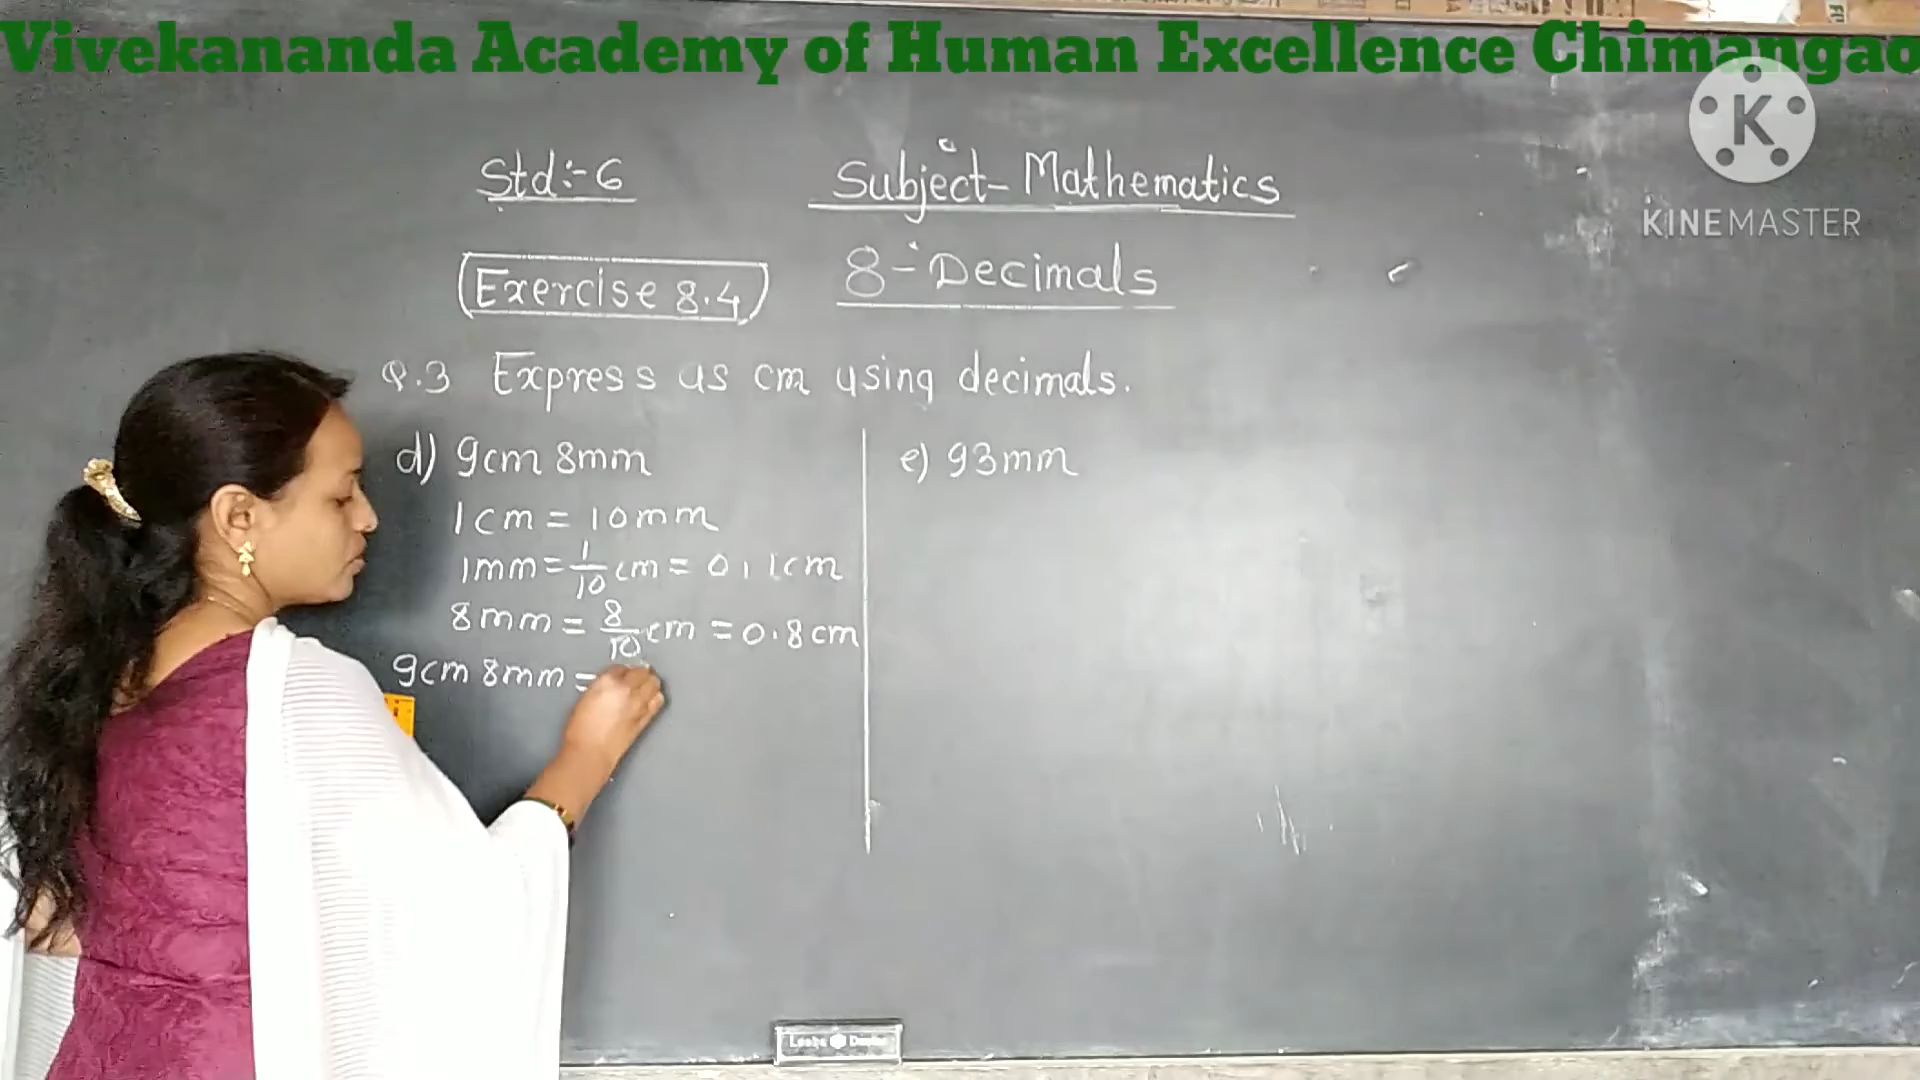 Vivekananda Academy of Human Excellence Chimangao
K
KINEMASTER
Std:-6
Subject- Mathematics
Exercise 8.4
8-Decimals
Q.3 Express as cm using decimals.
d) 9cm 8mm
1cm = 10mm
1mm = 1/10 cm = 0.1cm
8mm = 8/10 cm = 0.8cm
9cm 8mm =
e) 93mm